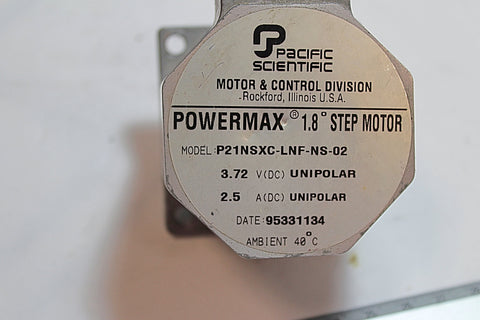 PACIFIC
SCIENTIFIC
MOTOR & CONTROL DIVISION
Rockford, Illinois U.S.A.
POWERMAX® 1.8° STEP MOTOR
MODEL: P21NSXC-LNF-NS-02
3.72 V(DC) UNIPOLAR
2.5 A(DC) UNIPOLAR
DATE: 95331134
AMBIENT 40°C